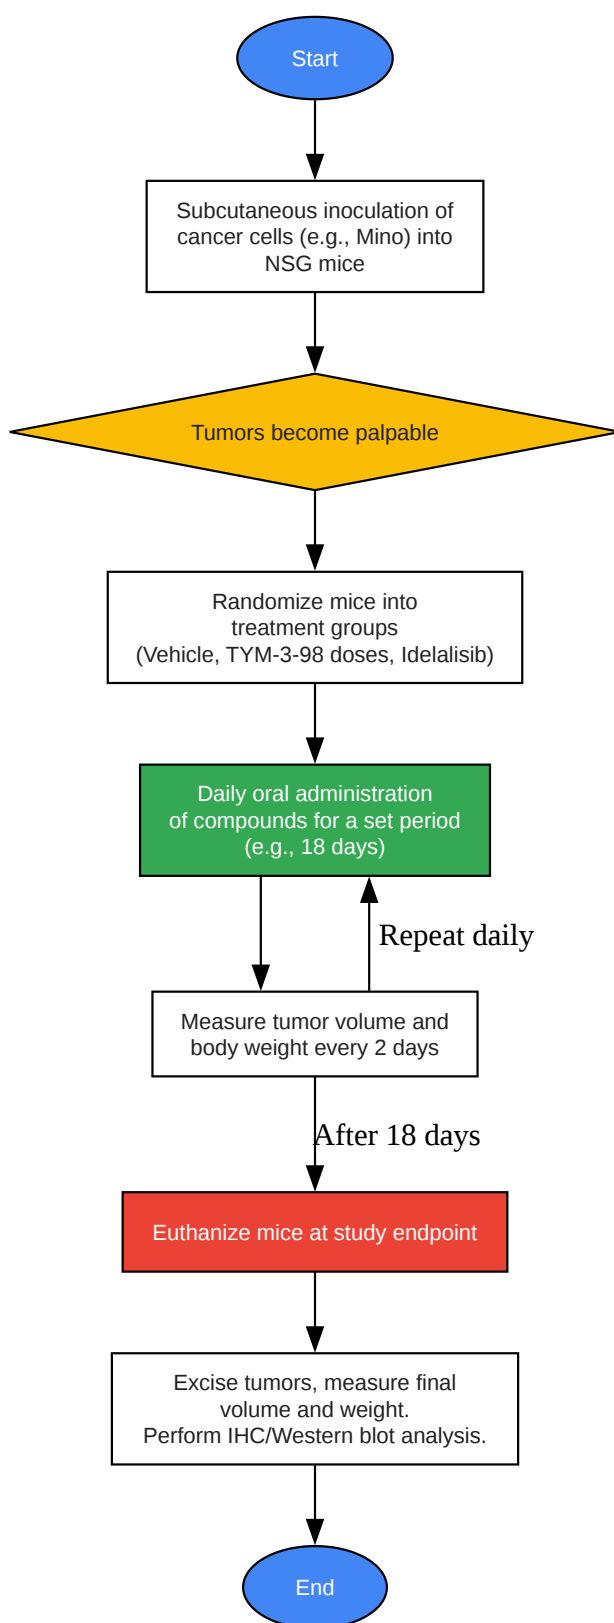 Start
Subcutaneous inoculation of
cancer cells (e.g., Mino) into
NSG mice
Tumors become palpable
Randomize mice into
treatment groups
(Vehicle, TYM-3-98 doses, Idelalisib)
Daily oral administration
of compounds for a set period
(e.g., 18 days)
Repeat daily
Measure tumor volume and
body weight every 2 days
After 18 days
Euthanize mice at study endpoint
Excise tumors, measure final
volume and weight.
Perform IHC/Western blot analysis.
End